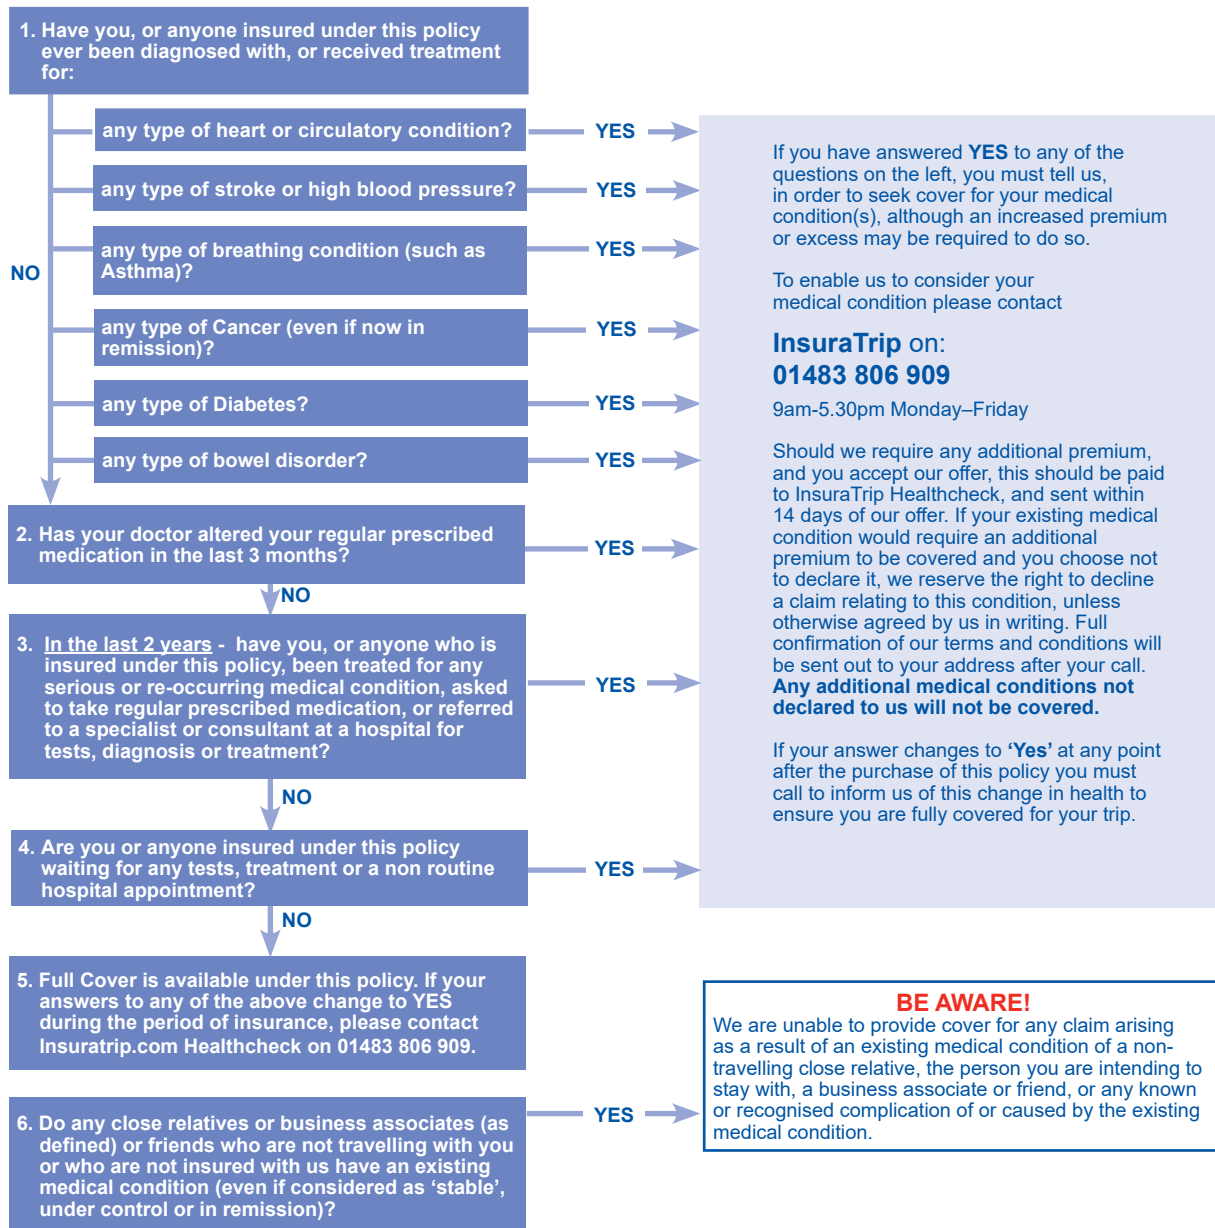 1. Have you, or anyone insured under this policy
ever been diagnosed with, or received treatment
for:
any type of heart or circulatory condition?
YES
any type of stroke or high blood pressure?
YES
any type of breathing condition (such as
Asthma)?
YES
NO
any type of Cancer (even if now in
remission)?
YES
any type of Diabetes?
YES
any type of bowel disorder?
YES
2. Has your doctor altered your regular prescribed
medication in the last 3 months?
YES
NO
3. In the last 2 years - have you, or anyone who is
insured under this policy, been treated for any
serious or re-occurring medical condition, asked
to take regular prescribed medication, or referred
to a specialist or consultant at a hospital for
tests, diagnosis or treatment?
YES
NO
4. Are you or anyone insured under this policy
waiting for any tests, treatment or a non routine
hospital appointment?
YES
NO
5. Full Cover is available under this policy. If your
answers to any of the above change to YES
during the period of insurance, please contact
Insuratrip.com Healthcheck on 01483 806 909.
6. Do any close relatives or business associates (as
defined) or friends who are not travelling with you
or who are not insured with us have an existing
medical condition (even if considered as ‘stable’,
under control or in remission)?
YES
If you have answered YES to any of the
questions on the left, you must tell us,
in order to seek cover for your medical
condition(s), although an increased premium
or excess may be required to do so.
To enable us to consider your
medical condition please contact
InsuraTrip on:
01483 806 909
9am-5.30pm Monday–Friday
Should we require any additional premium,
and you accept our offer, this should be paid
to InsuraTrip Healthcheck, and sent within
14 days of our offer. If your existing medical
condition would require an additional
premium to be covered and you choose not
to declare it, we reserve the right to decline
a claim relating to this condition, unless
otherwise agreed by us in writing. Full
confirmation of our terms and conditions will
be sent out to your address after your call.
Any additional medical conditions not
declared to us will not be covered.
If your answer changes to ‘Yes’ at any point
after the purchase of this policy you must
call to inform us of this change in health to
ensure you are fully covered for your trip.
BE AWARE!
We are unable to provide cover for any claim arising
as a result of an existing medical condition of a non-
travelling close relative, the person you are intending to
stay with, a business associate or friend, or any known
or recognised complication of or caused by the existing
medical condition.